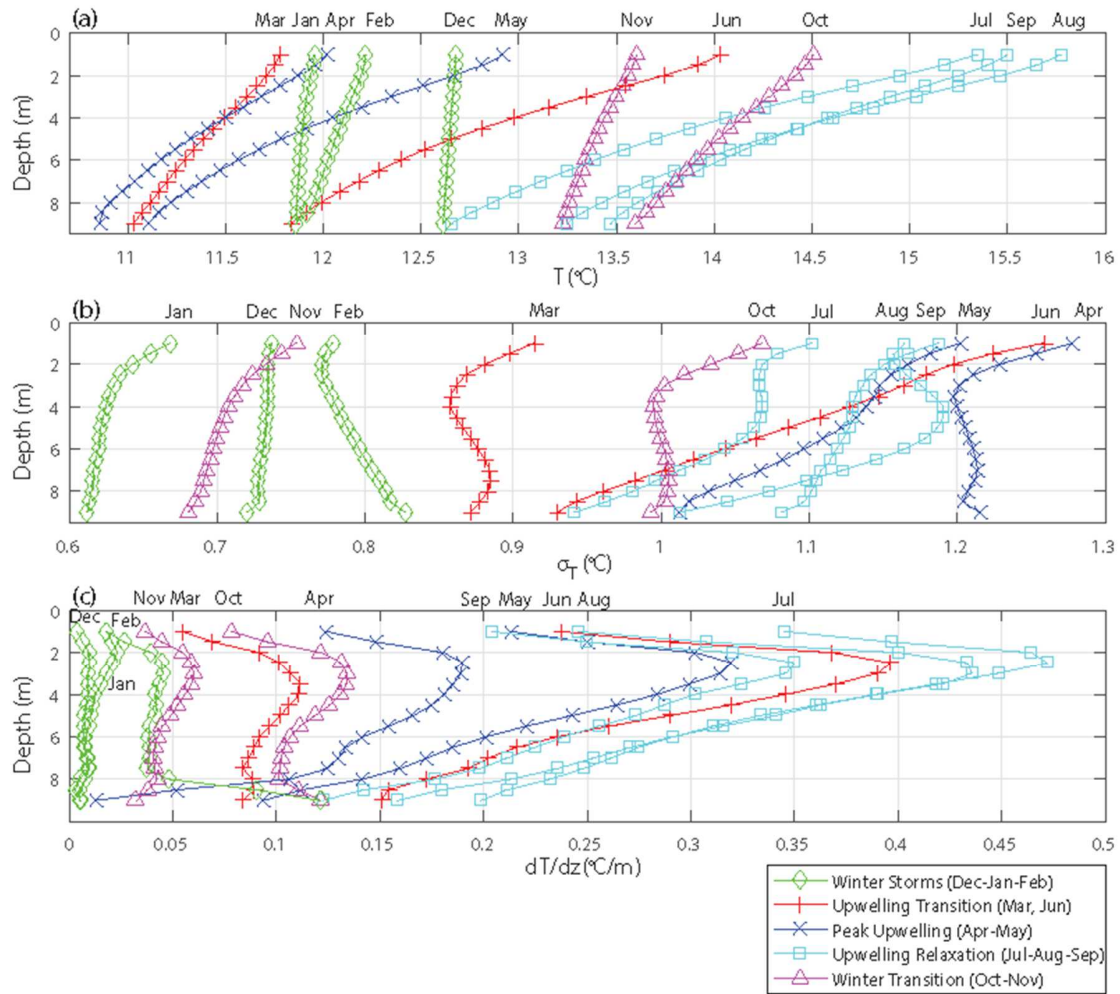 (a) Mar Jan Apr Feb Dec May Nov Jun Oct Jul Sep Aug
0
2
4
6
8
Depth (m)
11 12 13 14 15 16
11.5 12.5 13.5 14.5 15.5
T (°C)
(b) Jan Dec Nov Feb Mar Oct Jul Aug Sep May Jun Apr
0
2
4
6
8
Depth (m)
0.6 0.7 0.8 0.9 1 1.1 1.2 1.3
σT (°C)
(c) Nov Mar Oct Apr Sep May Jun Aug Jul
Dec
Feb
Jan
0
2
4
6
8
Depth (m)
0 0.05 0.1 0.15 0.2 0.25 0.3 0.35 0.4 0.45 0.5
dT/dz (°C/m)
Winter Storms (Dec-Jan-Feb)
Upwelling Transition (Mar, Jun)
Peak Upwelling (Apr-May)
Upwelling Relaxation (Jul-Aug-Sep)
Winter Transition (Oct-Nov)